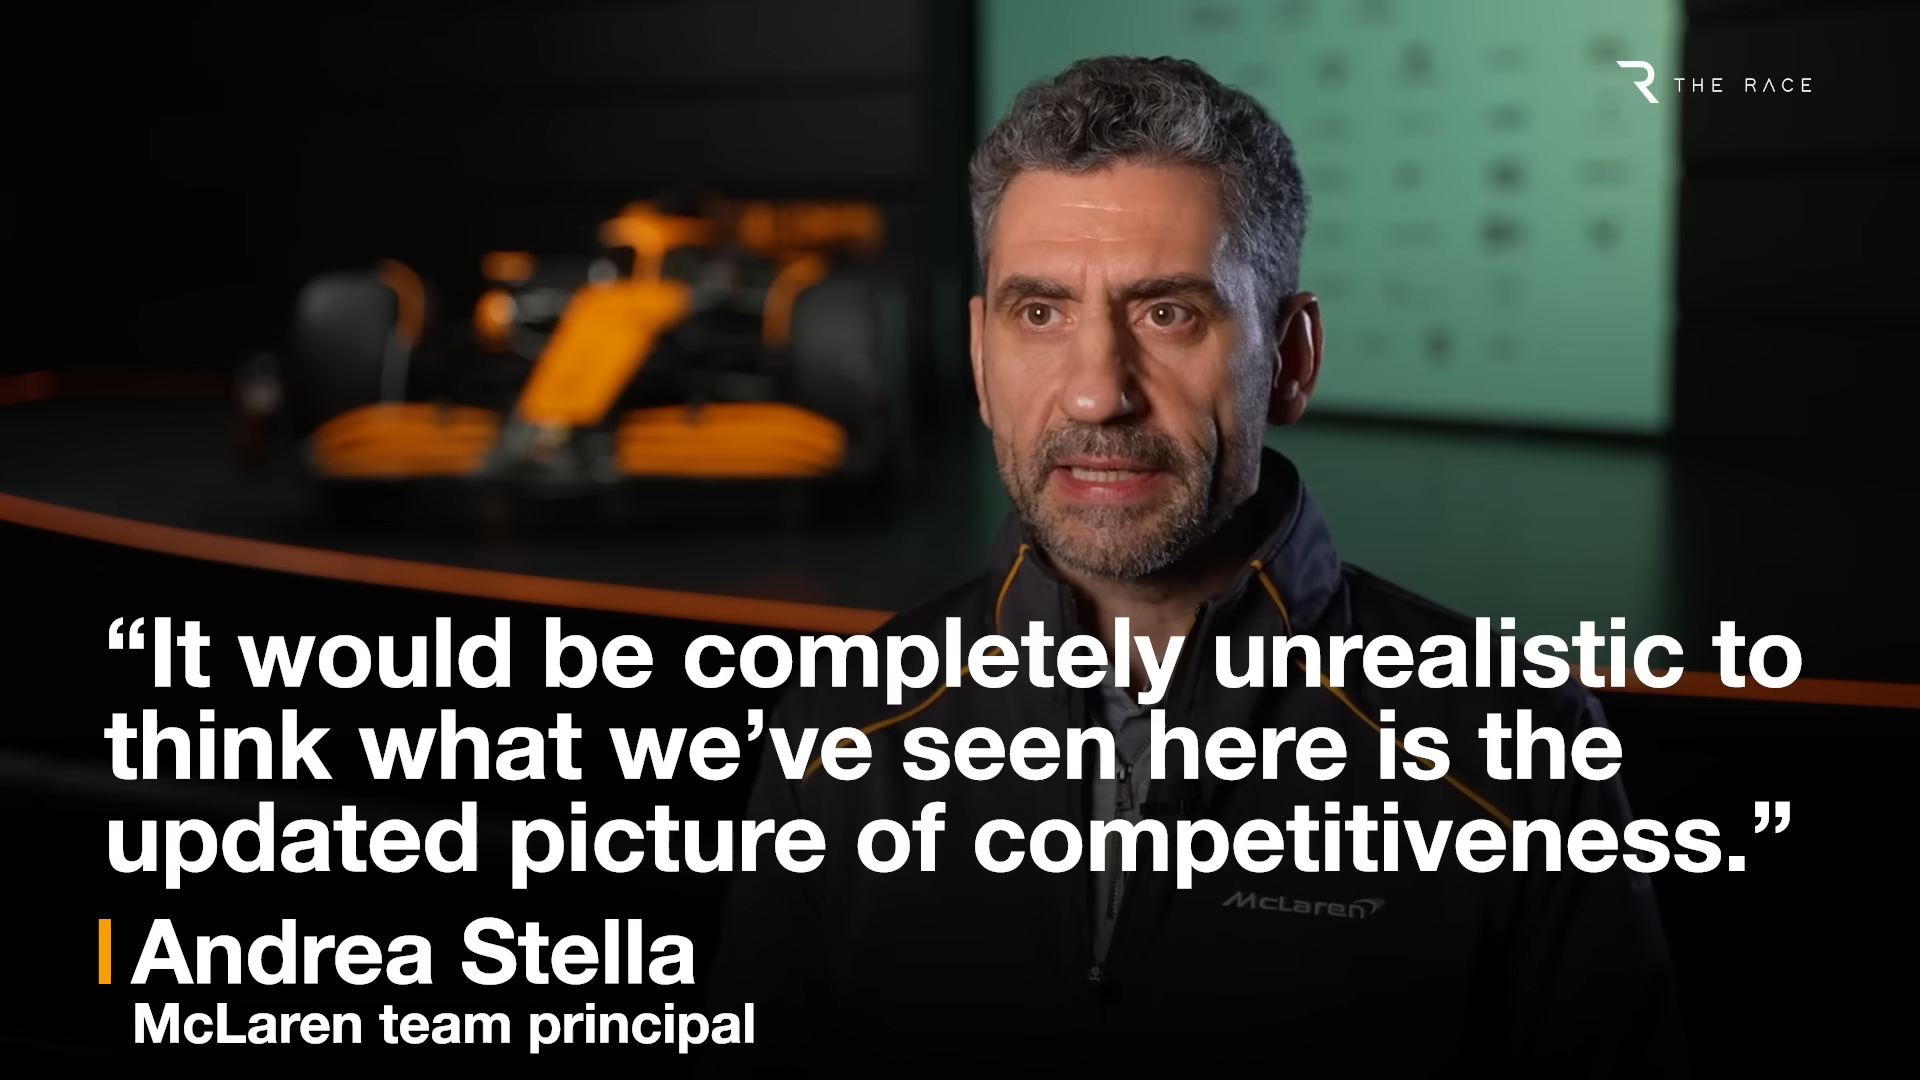 THE RACE
“It would be completely unrealistic to
think what we’ve seen here is the
updated picture of competitiveness.”
McLaren
Andrea Stella
McLaren team principal